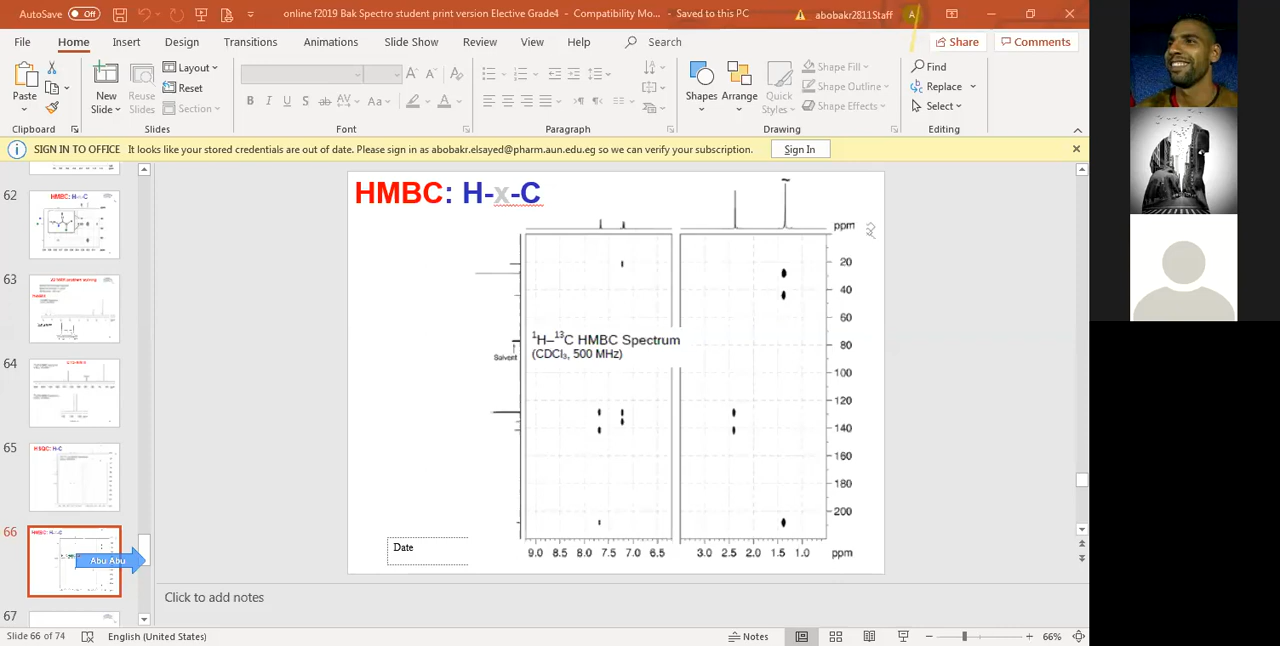 AutoSave Off online f2019 Bak Spectro student print version Elective Grade4 - Compatibility Mo... - Saved to this PC abobakr2811Staff A
File Home Insert Design Transitions Animations Slide Show Review View Help Search Share Comments
Paste New Slide Reuse Slides Layout Reset Section Shapes Arrange Quick Styles Shape Fill Shape Outline Shape Effects Find Replace Select
B I U S ab AV Aa A
Clipboard Slides Font Paragraph Drawing Editing
SIGN IN TO OFFICE It looks like your stored credentials are out of date. Please sign in as abobakr.elsayed@pharm.aun.edu.eg so we can verify your subscription. Sign In
62
HMBC: H-x-C
63
64
65
HSQC: H-C
66
HMBC: H-x-C
Abu Abu
67
HMBC: H-x-C
ppm
20
40
60
80
100
120
140
160
180
200
¹H–¹³C HMBC Spectrum
(CDCl₃, 500 MHz)
Solvent
9.0 8.5 8.0 7.5 7.0 6.5 3.0 2.5 2.0 1.5 1.0 ppm
Date
Click to add notes
Slide 66 of 74 English (United States) Notes 66%